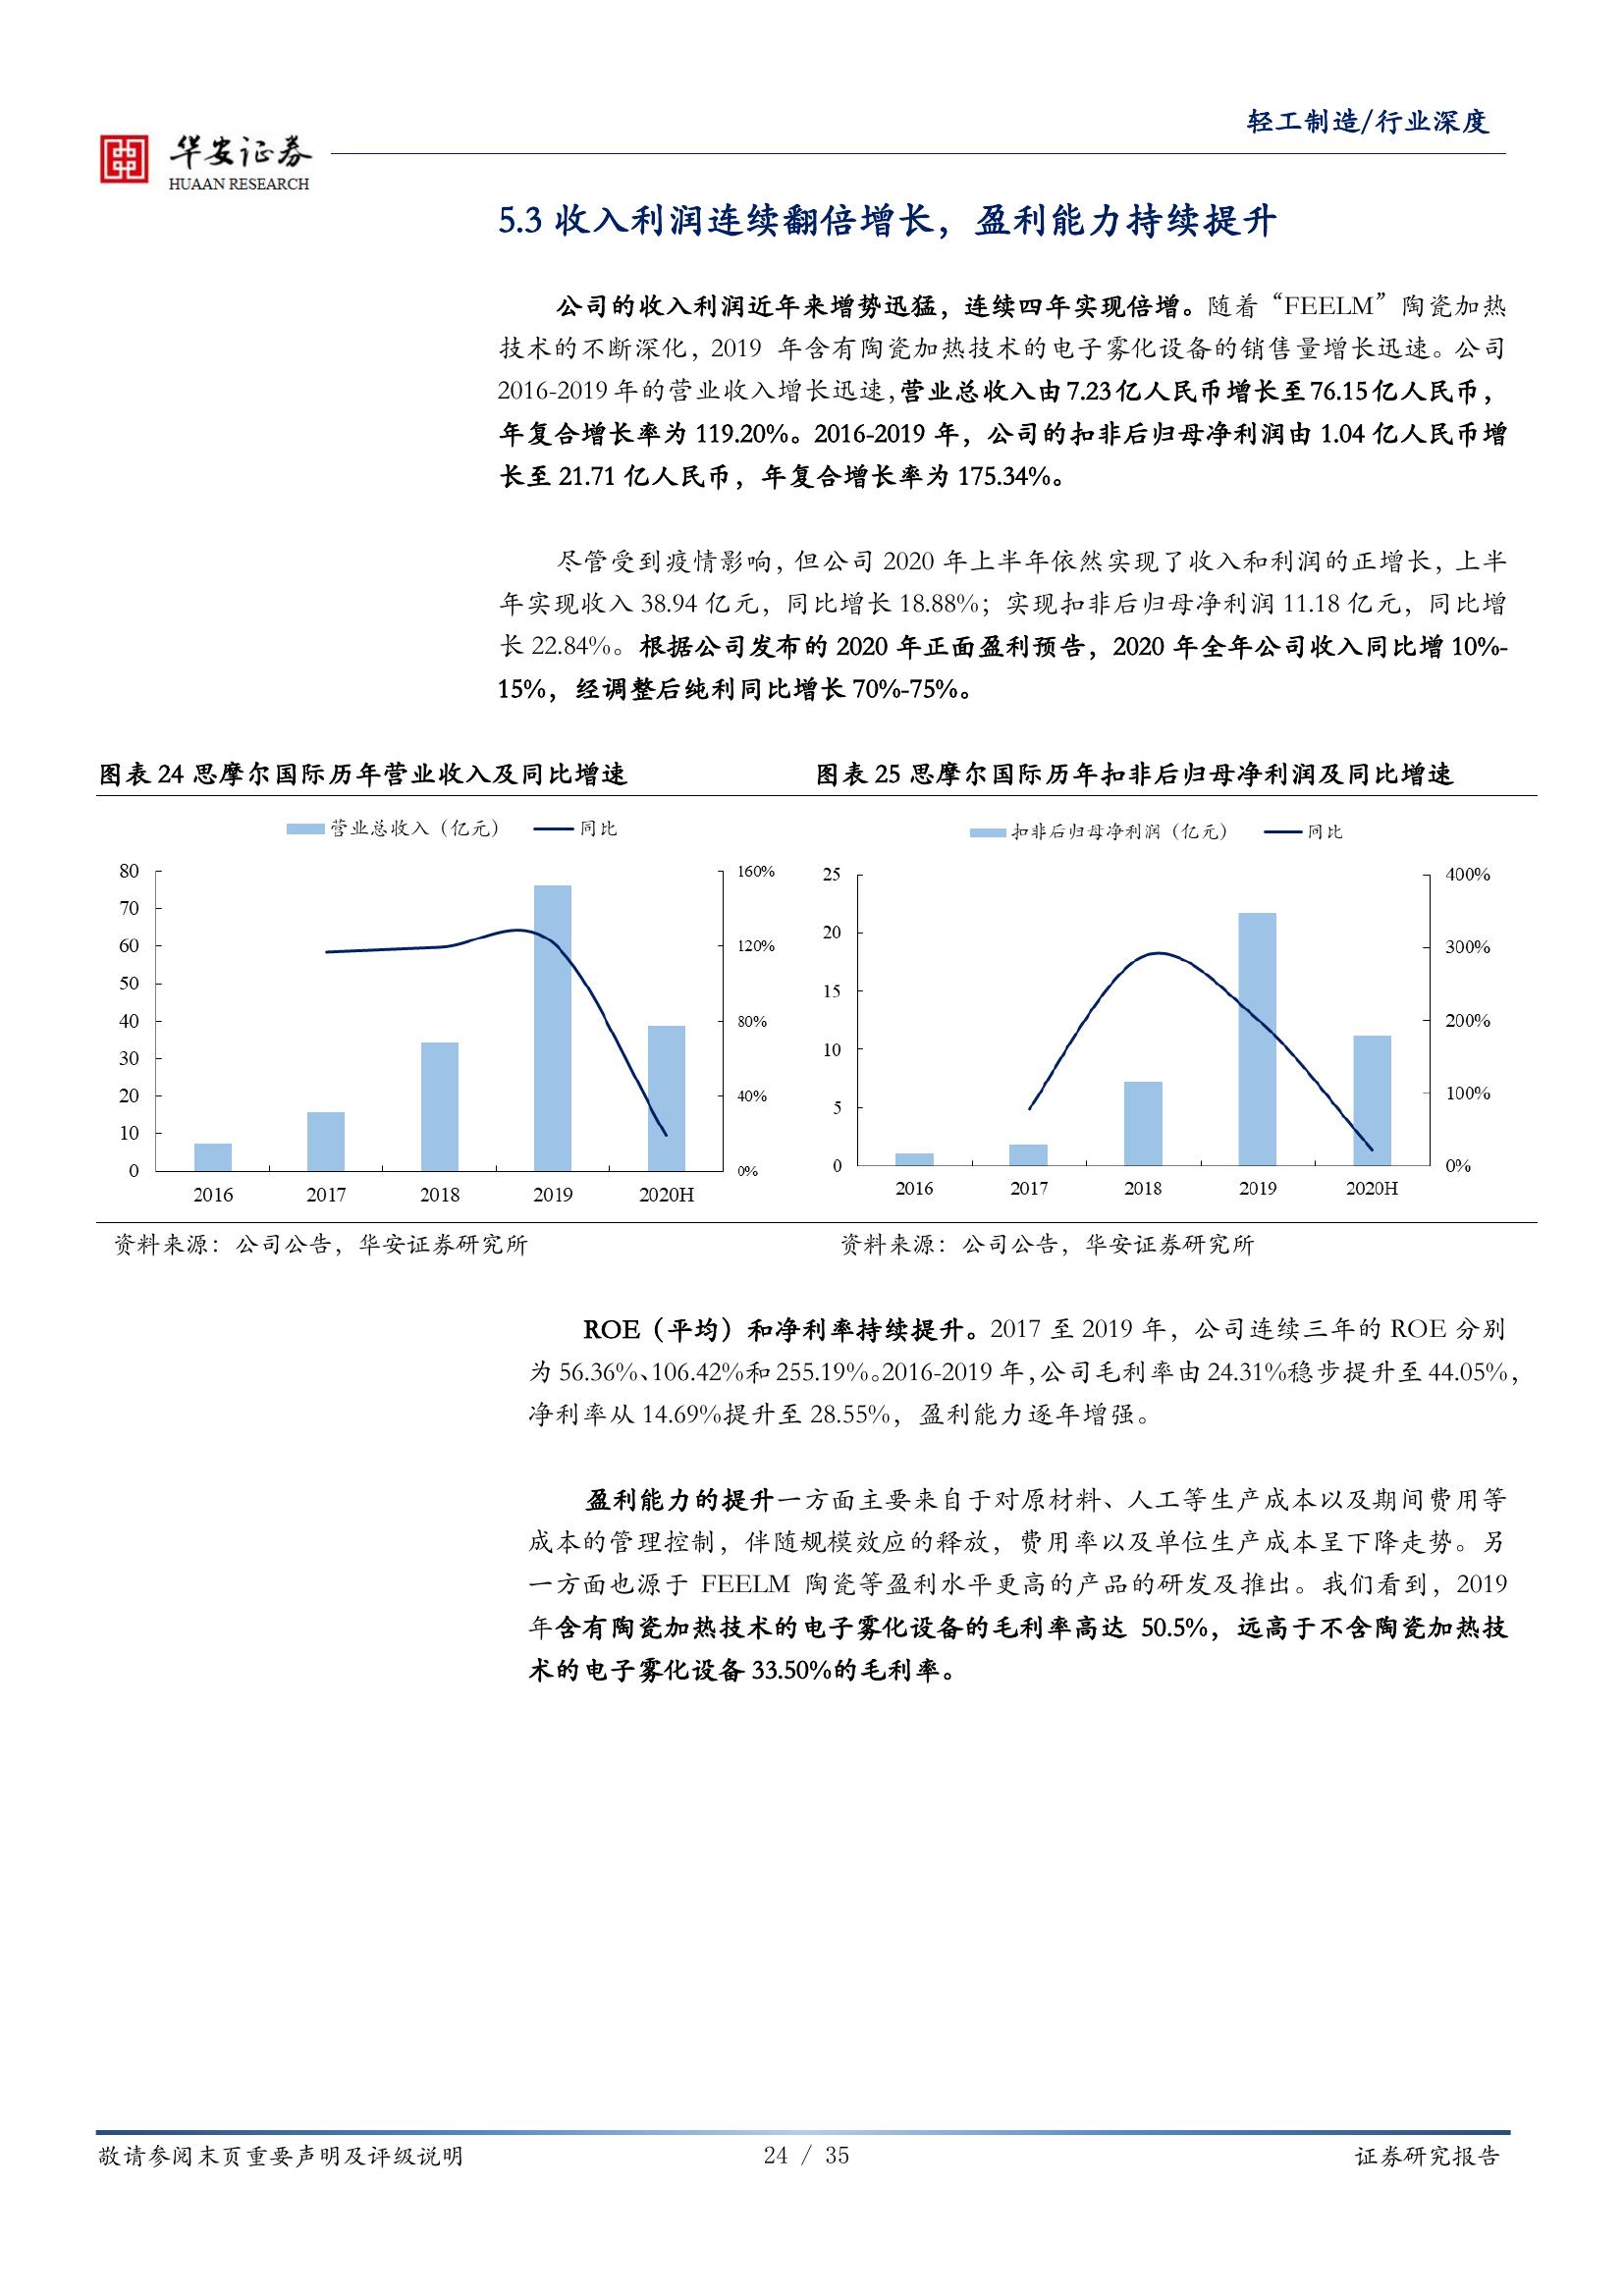 轻工制造/行业深度
华安证券
HUAAN RESEARCH
5.3 收入利润连续翻倍增长，盈利能力持续提升
公司的收入利润近年来增势迅猛，连续四年实现倍增。随着“FEELM”陶瓷加热
技术的不断深化，2019 年含有陶瓷加热技术的电子雾化设备的销售量增长迅速。公司
2016-2019 年的营业收入增长迅速，营业总收入由 7.23 亿人民币增长至 76.15 亿人民币，
年复合增长率为 119.20%。2016-2019 年，公司的扣非后归母净利润由 1.04 亿人民币增
长至 21.71 亿人民币，年复合增长率为 175.34%。
尽管受到疫情影响，但公司 2020 年上半年依然实现了收入和利润的正增长，上半
年实现收入 38.94 亿元，同比增长 18.88%；实现扣非后归母净利润 11.18 亿元，同比增
长 22.84%。根据公司发布的 2020 年正面盈利预告，2020 年全年公司收入同比增 10%-
15%，经调整后纯利同比增长 70%-75%。
图表 24 思摩尔国际历年营业收入及同比增速
营业总收入（亿元） 同比
80
70
60
50
40
30
20
10
0
160%
120%
80%
40%
0%
2016 2017 2018 2019 2020H
资料来源：公司公告，华安证券研究所
图表 25 思摩尔国际历年扣非后归母净利润及同比增速
扣非后归母净利润（亿元） 同比
25
20
15
10
5
0
400%
300%
200%
100%
0%
2016 2017 2018 2019 2020H
资料来源：公司公告，华安证券研究所
ROE（平均）和净利率持续提升。2017 至 2019 年，公司连续三年的 ROE 分别
为 56.36%、106.42%和 255.19%。2016-2019 年，公司毛利率由 24.31%稳步提升至 44.05%，
净利率从 14.69%提升至 28.55%，盈利能力逐年增强。
盈利能力的提升一方面主要来自于对原材料、人工等生产成本以及期间费用等
成本的管理控制，伴随规模效应的释放，费用率以及单位生产成本呈下降走势。另
一方面也源于 FEELM 陶瓷等盈利水平更高的产品的研发及推出。我们看到，2019
年含有陶瓷加热技术的电子雾化设备的毛利率高达 50.5%，远高于不含陶瓷加热技
术的电子雾化设备 33.50%的毛利率。
敬请参阅末页重要声明及评级说明
24 / 35
证券研究报告